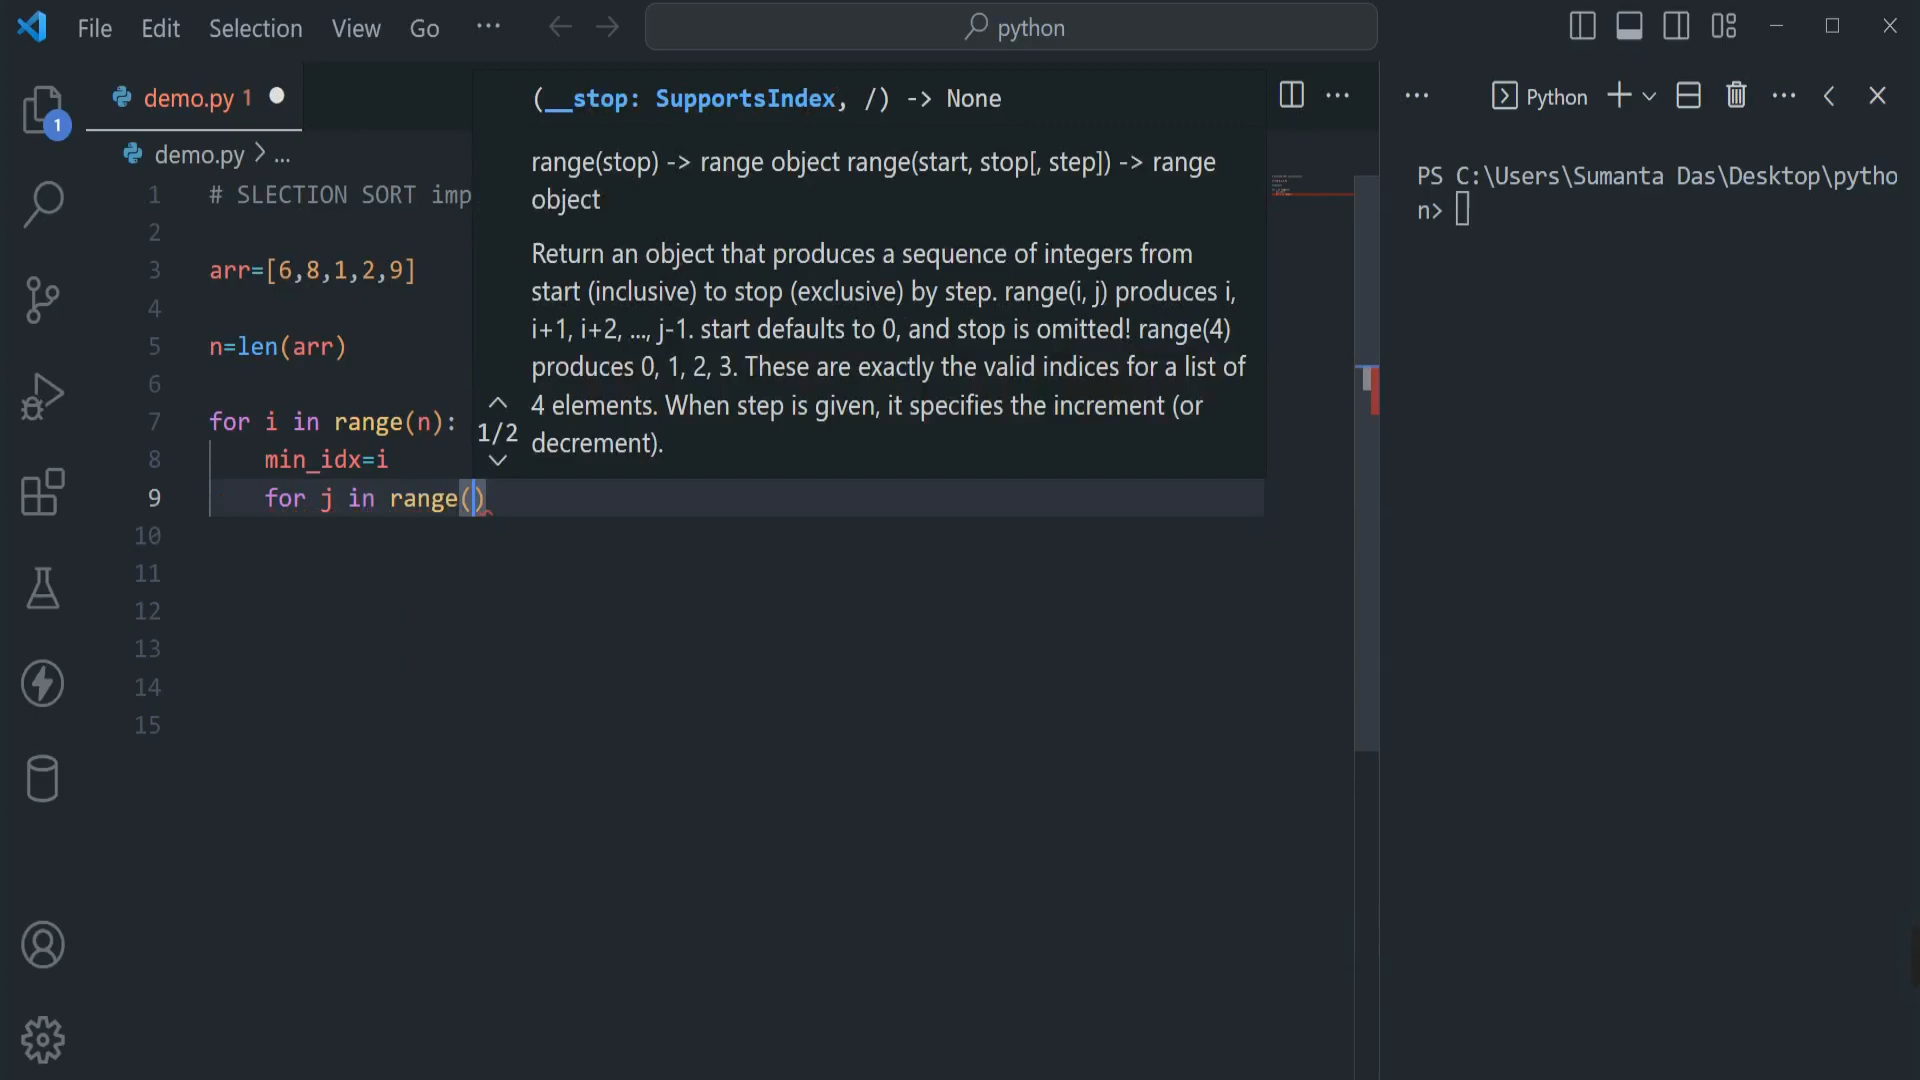 File Edit Selection View Go ... python
demo.py 1
demo.py > ...
1 # SLECTION SORT imp
2
3 arr=[6,8,1,2,9]
4
5 n=len(arr)
6
7 for i in range(n):
8 min_idx=i
9 for j in range()
10
11
12
13
14
15
(__stop: SupportsIndex, /) -> None
range(stop) -> range object range(start, stop[, step]) -> range
object
Return an object that produces a sequence of integers from
start (inclusive) to stop (exclusive) by step. range(i, j) produces i,
i+1, i+2, ..., j-1. start defaults to 0, and stop is omitted! range(4)
produces 0, 1, 2, 3. These are exactly the valid indices for a list of
4 elements. When step is given, it specifies the increment (or
decrement).
1/2
1
Python
PS C:\Users\Sumanta Das\Desktop\pytho
n>